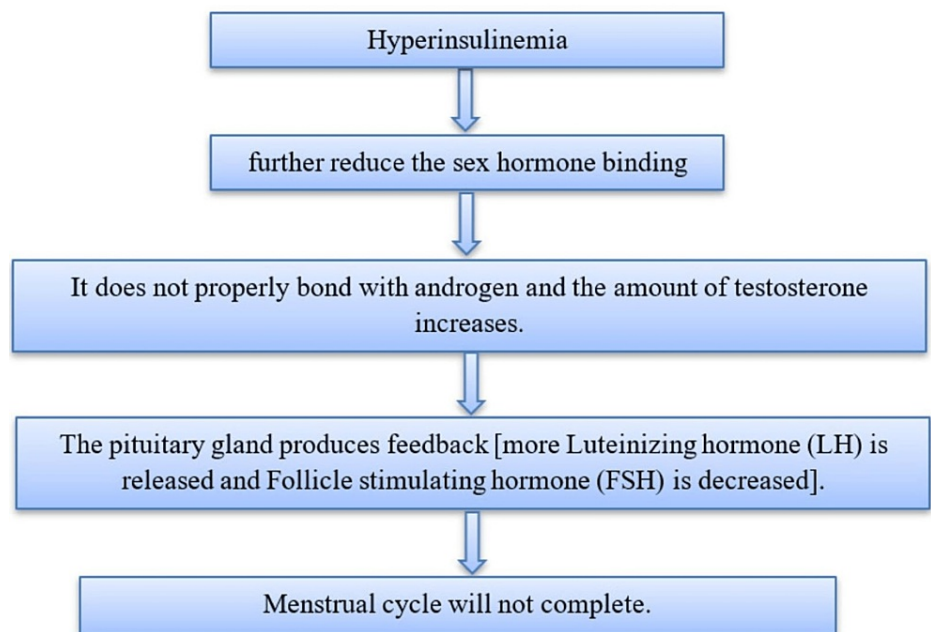 Hyperinsulinemia
further reduce the sex hormone binding
It does not properly bond with androgen and the amount of testosterone
increases.
The pituitary gland produces feedback [more Luteinizing hormone (LH) is
released and Follicle stimulating hormone (FSH) is decreased].
Menstrual cycle will not complete.